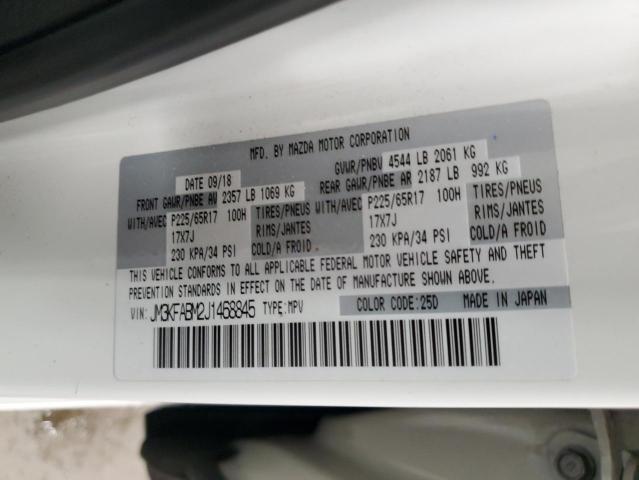 MFD. BY MAZDA MOTOR CORPORATION
DATE 09/18 GVWR/PNBV 4544 LB 2061 KG
FRONT GAWR/PNBE AV 2357 LB 1069 KG REAR GAWR/PNBE AR 2187 LB 992 KG
WITH/AVEC P225/65R17 100H TIRES/PNEUS WITH/AVEC P225/65R17 100H TIRES/PNEUS
17X7J RIMS/JANTES 17X7J RIMS/JANTES
230 KPA/34 PSI COLD/A FROID 230 KPA/34 PSI COLD/A FROID
THIS VEHICLE CONFORMS TO ALL APPLICABLE FEDERAL MOTOR VEHICLE SAFETY AND THEFT
PREVENTION STANDARDS IN EFFECT ON THE DATE OF MANUFACTURE SHOWN ABOVE.
VIN: JM3KFABM2J1468845 TYPE:MPV COLOR CODE:25D MADE IN JAPAN